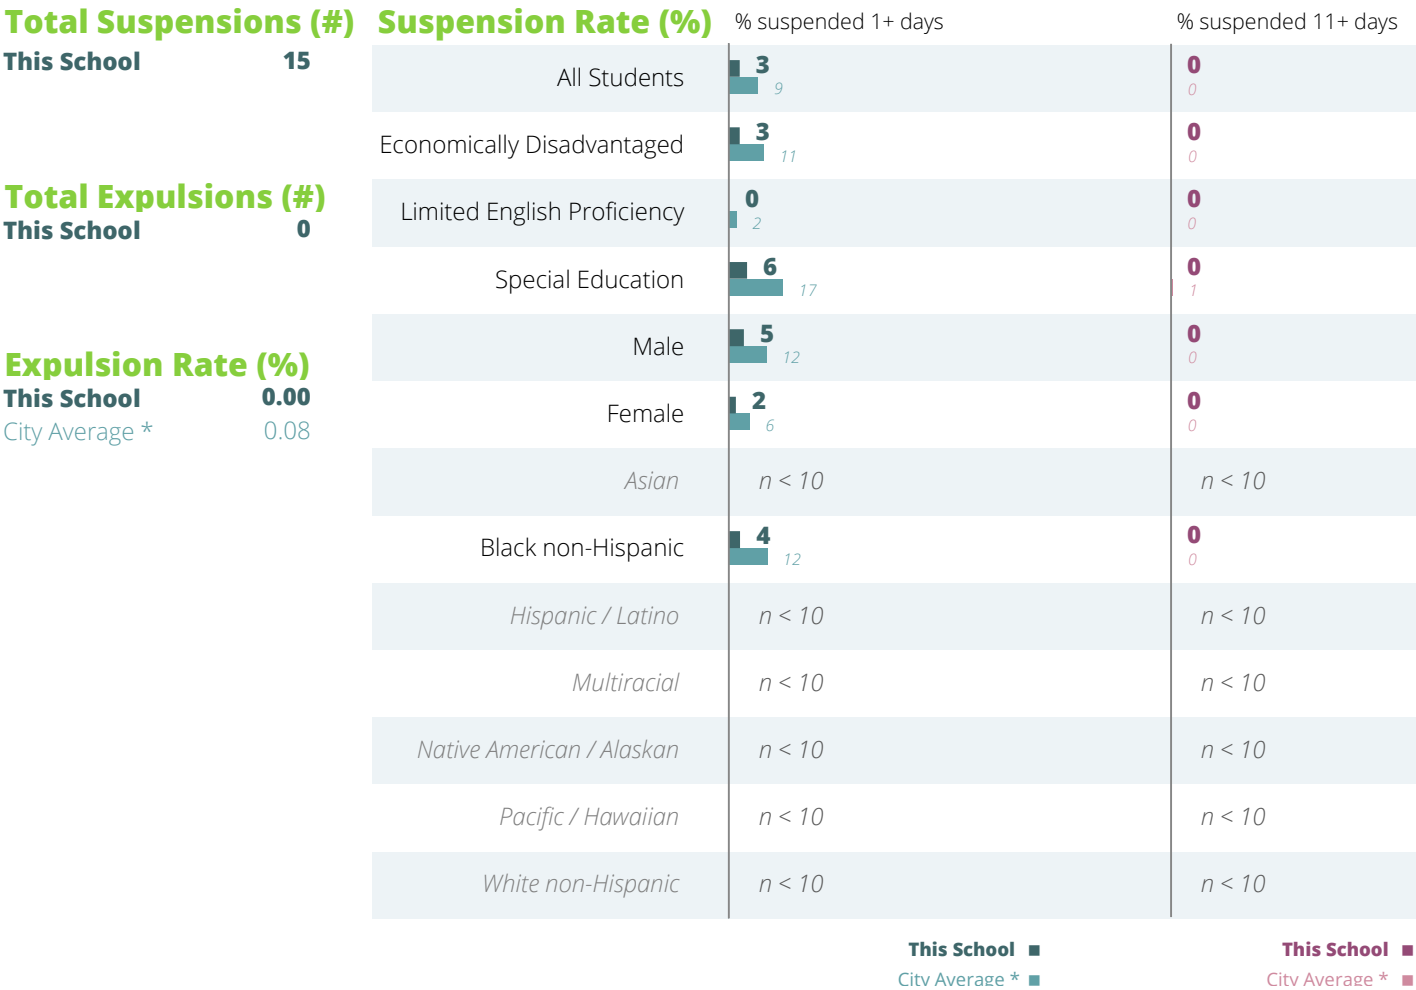 Total Suspensions (#)
This School 15
Total Expulsions (#)
This School 0
Expulsion Rate (%)
This School 0.00
City Average * 0.08
Suspension Rate (%) % suspended 1+ days % suspended 11+ days
All Students 3 9 0 0
Economically Disadvantaged 3 11 0 0
Limited English Proficiency 0 2 0 0
Special Education 6 17 0 1
Male 5 12 0 0
Female 2 6 0 0
Asian n < 10 n < 10
Black non-Hispanic 4 12 0 0
Hispanic / Latino n < 10 n < 10
Multiracial n < 10 n < 10
Native American / Alaskan n < 10 n < 10
Pacific / Hawaiian n < 10 n < 10
White non-Hispanic n < 10 n < 10
This School This School
City Average * City Average *